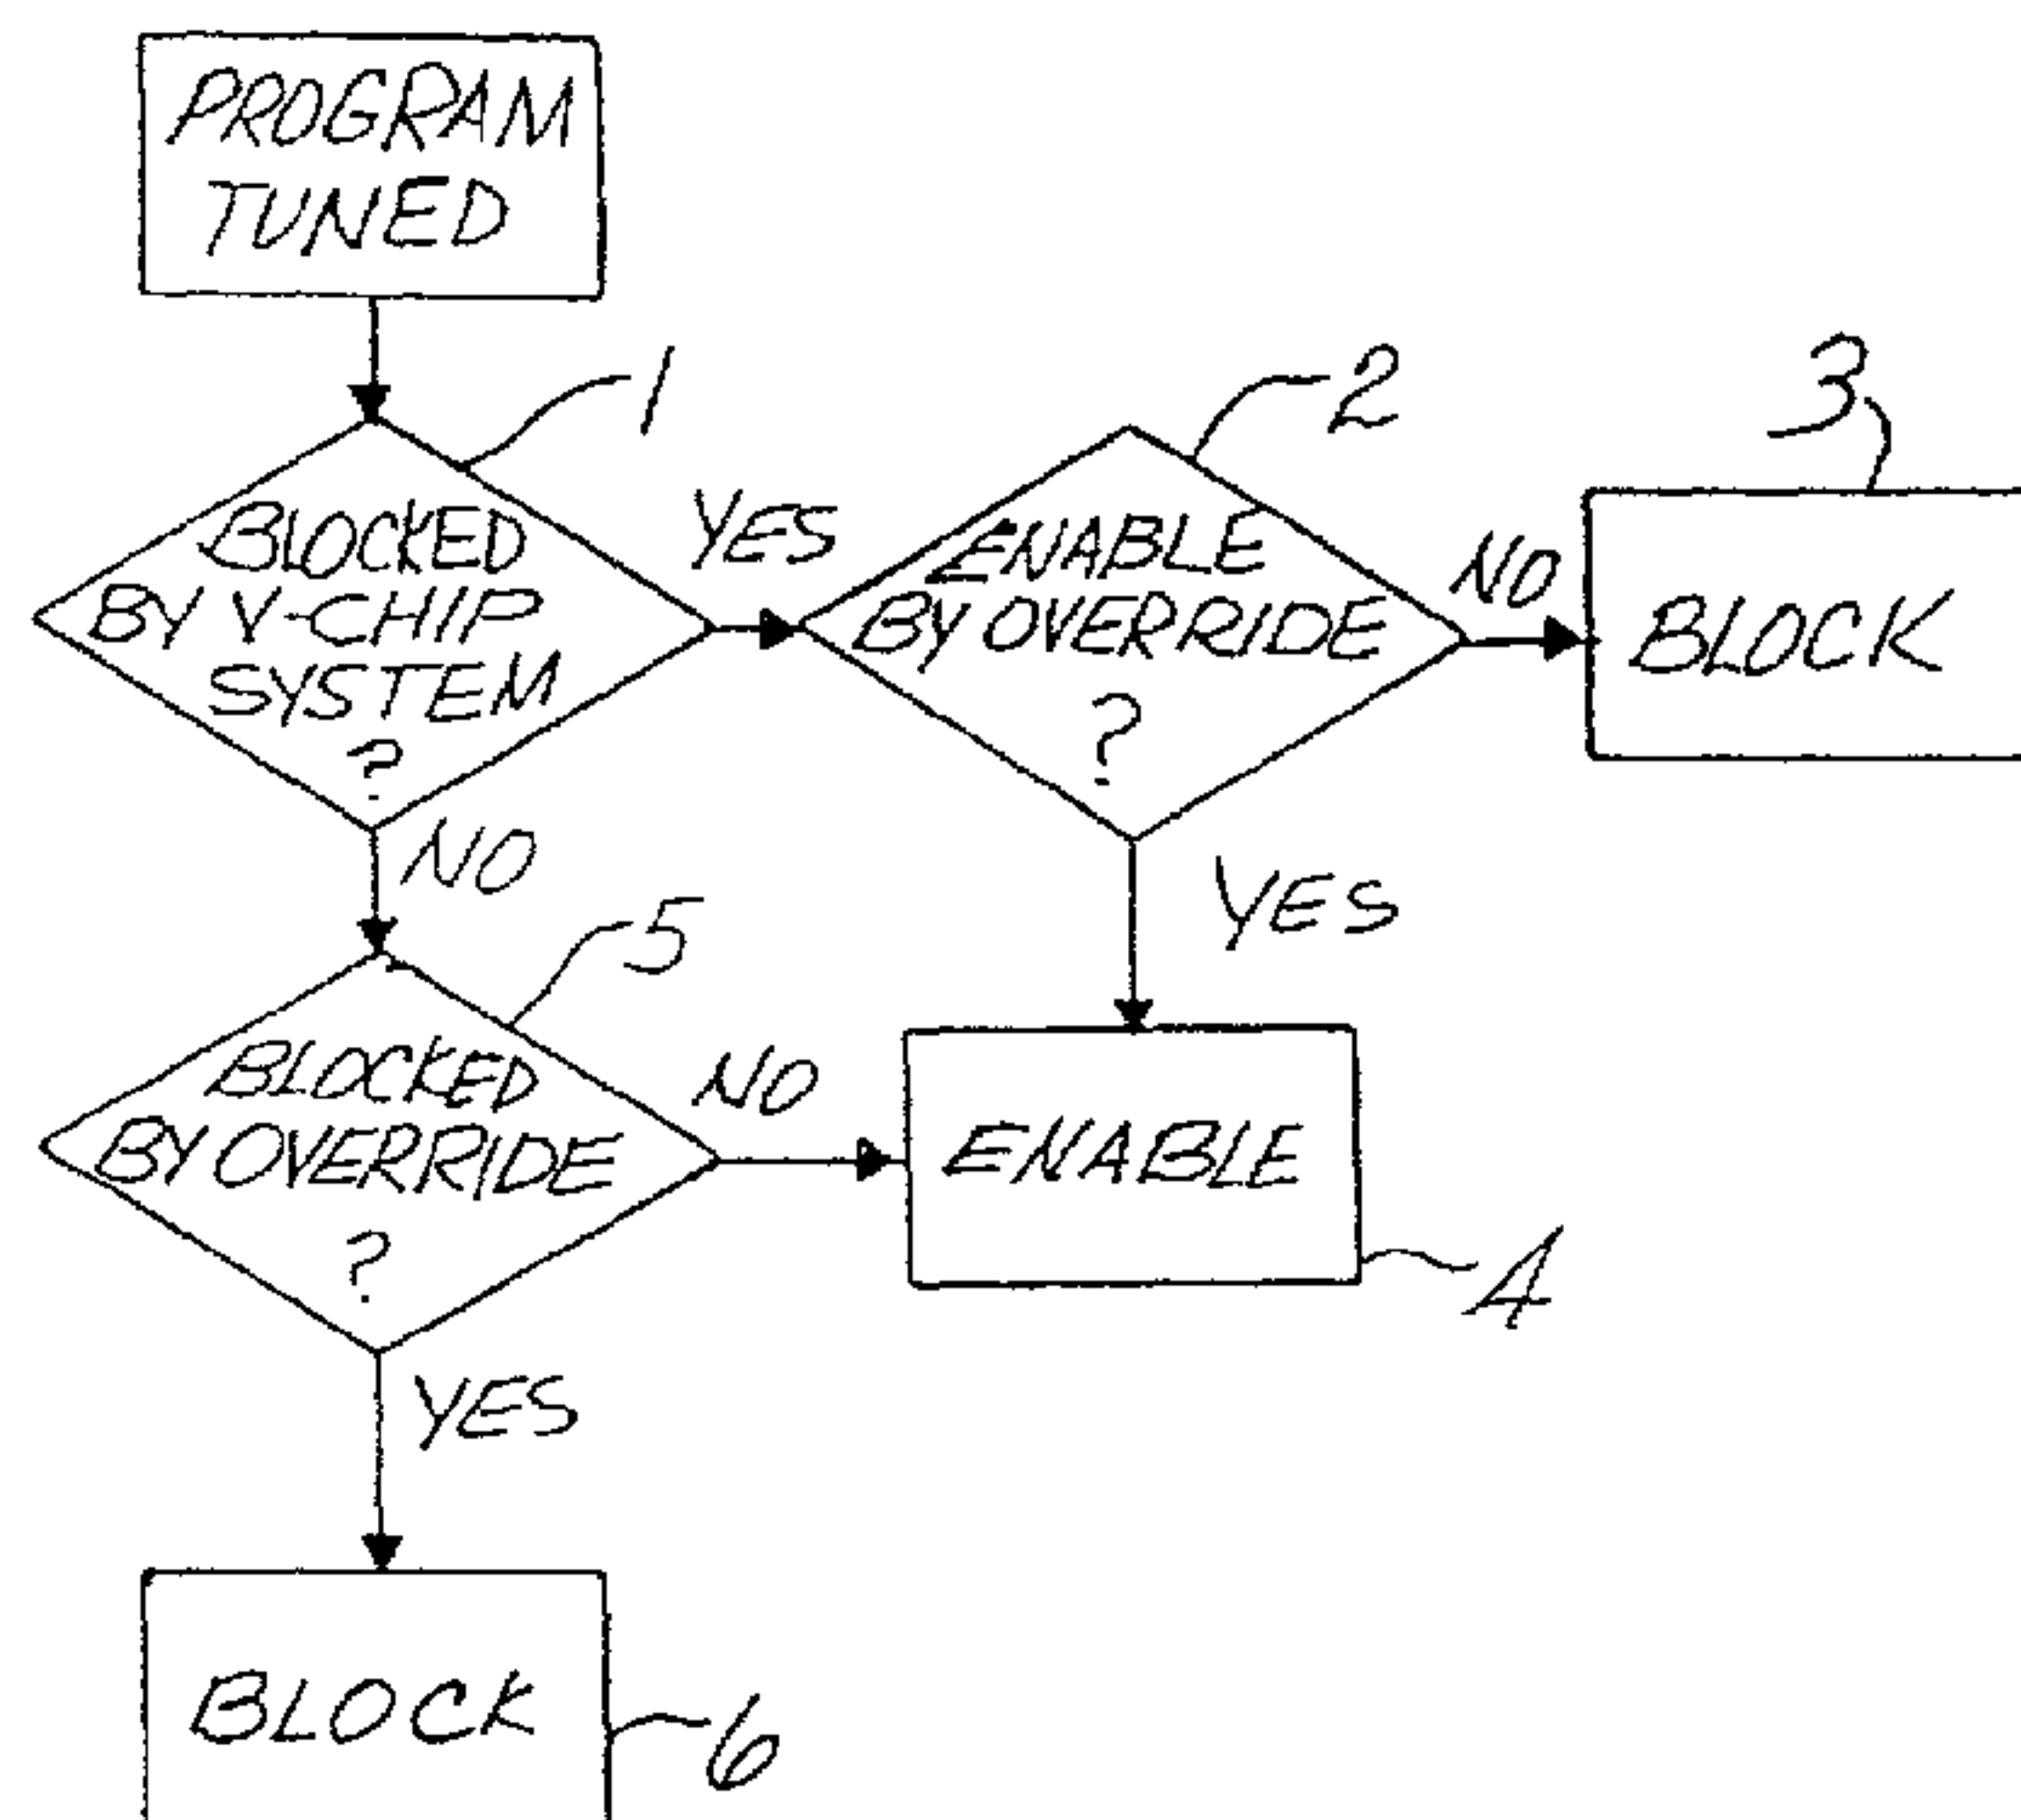 PROGRAM
TUNED
1
2
3
BLOCKED
BY V-CHIP
SYSTEM
?
YES
ENABLE
BY OVERRIDE
?
NO
BLOCK
NO
YES
5
BLOCKED
BY OVERRIDE
?
NO
ENABLE
4
YES
BLOCK
6